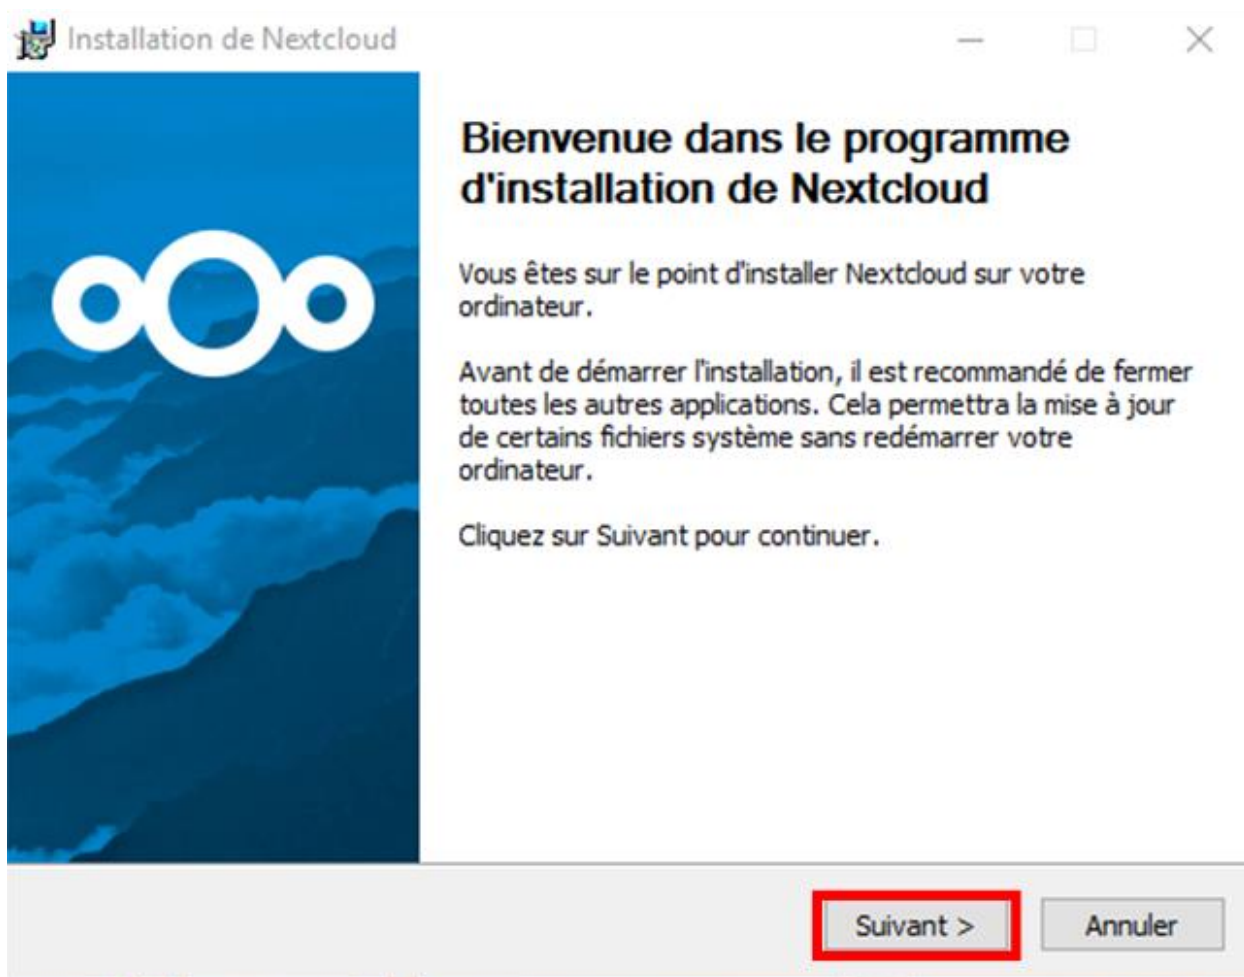 Installation de Nextcloud
Bienvenue dans le programme
d'installation de Nextcloud
Vous êtes sur le point d'installer Nextcloud sur votre
ordinateur.
Avant de démarrer l'installation, il est recommandé de fermer
toutes les autres applications. Cela permettra la mise à jour
de certains fichiers système sans redémarrer votre
ordinateur.
Cliquez sur Suivant pour continuer.
Suivant >
Annuler